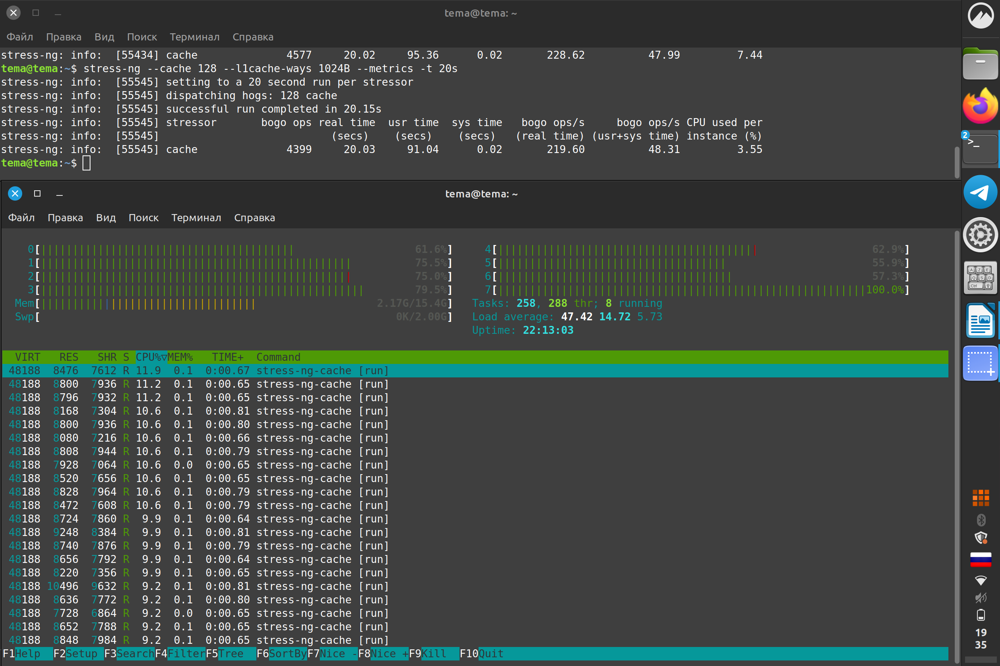 tema@tema: ~
Файл Правка Вид Поиск Терминал Справка
stress-ng: info:  [55434] cache              4577     20.02     95.36      0.02       228.62          47.99         7.44
tema@tema:~$ stress-ng --cache 128 --l1cache-ways 1024B --metrics -t 20s
stress-ng: info:  [55545] setting to a 20 second run per stressor
stress-ng: info:  [55545] dispatching hogs: 128 cache
stress-ng: info:  [55545] successful run completed in 20.15s
stress-ng: info:  [55545] stressor       bogo ops real time  usr time  sys time   bogo ops/s     bogo ops/s CPU used per
stress-ng: info:  [55545]                           (secs)    (secs)    (secs)   (real time) (usr+sys time) instance (%)
stress-ng: info:  [55545] cache              4399     20.03     91.04      0.02       219.60          48.31         3.55
tema@tema:~$
tema@tema: ~
Файл Правка Вид Поиск Терминал Справка
0[ 61.6%] 4[ 62.9%]
1[ 75.5%] 5[ 55.9%]
2[ 75.0%] 6[ 57.3%]
3[ 79.5%] 7[ 100.0%]
Mem[ 2.17G/15.4G] Tasks: 258, 288 thr; 8 running
Swp[ 0K/2.00G] Load average: 47.42 14.72 5.73
Uptime: 22:13:03
VIRT RES SHR S CPU%▽MEM% TIME+ Command
48188 8476 7612 R 11.9 0.1 0:00.67 stress-ng-cache [run]
48188 8800 7936 R 11.2 0.1 0:00.65 stress-ng-cache [run]
48188 8796 7932 R 11.2 0.1 0:00.65 stress-ng-cache [run]
48188 8168 7304 R 10.6 0.1 0:00.81 stress-ng-cache [run]
48188 8800 7936 R 10.6 0.1 0:00.80 stress-ng-cache [run]
48188 8080 7216 R 10.6 0.1 0:00.66 stress-ng-cache [run]
48188 8808 7944 R 10.6 0.1 0:00.79 stress-ng-cache [run]
48188 7928 7064 R 10.6 0.0 0:00.65 stress-ng-cache [run]
48188 8520 7656 R 10.6 0.1 0:00.65 stress-ng-cache [run]
48188 8828 7964 R 10.6 0.1 0:00.79 stress-ng-cache [run]
48188 8472 7608 R 10.6 0.1 0:00.79 stress-ng-cache [run]
48188 8724 7860 R 9.9 0.1 0:00.64 stress-ng-cache [run]
48188 9248 8384 R 9.9 0.1 0:00.81 stress-ng-cache [run]
48188 8740 7876 R 9.9 0.1 0:00.79 stress-ng-cache [run]
48188 8656 7792 R 9.9 0.1 0:00.64 stress-ng-cache [run]
48188 8220 7356 R 9.9 0.1 0:00.65 stress-ng-cache [run]
48188 10496 9632 R 9.2 0.1 0:00.81 stress-ng-cache [run]
48188 8636 7772 R 9.2 0.1 0:00.80 stress-ng-cache [run]
48188 7728 6864 R 9.2 0.0 0:00.65 stress-ng-cache [run]
48188 8652 7788 R 9.2 0.1 0:00.65 stress-ng-cache [run]
48188 8848 7984 R 9.2 0.1 0:00.65 stress-ng-cache [run]
F1Help F2Setup F3SearchF4FilterF5Tree F6SortByF7Nice -F8Nice +F9Kill F10Quit
2
>_
A Z E
Q S D
Ctrl
19
35